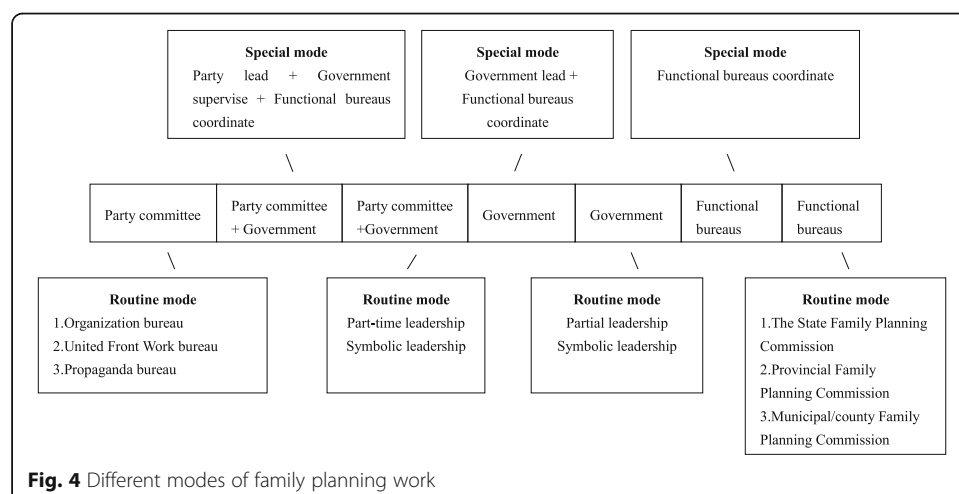 Special mode
Party lead + Government
supervise + Functional bureaus
coordinate
Special mode
Government lead +
Functional bureaus
coordinate
Special mode
Functional bureaus coordinate
Party committee
Party committee
+ Government
Party committee
+Government
Government
Government
Functional
bureaus
Functional
bureaus
Routine mode
1.Organization bureau
2.United Front Work bureau
3.Propaganda bureau
Routine mode
Part-time leadership
Symbolic leadership
Routine mode
Partial leadership
Symbolic leadership
Routine mode
1.The State Family Planning
Commission
2.Provincial Family
Planning Commission
3.Municipal/county Family
Planning Commission
Fig. 4 Different modes of family planning work